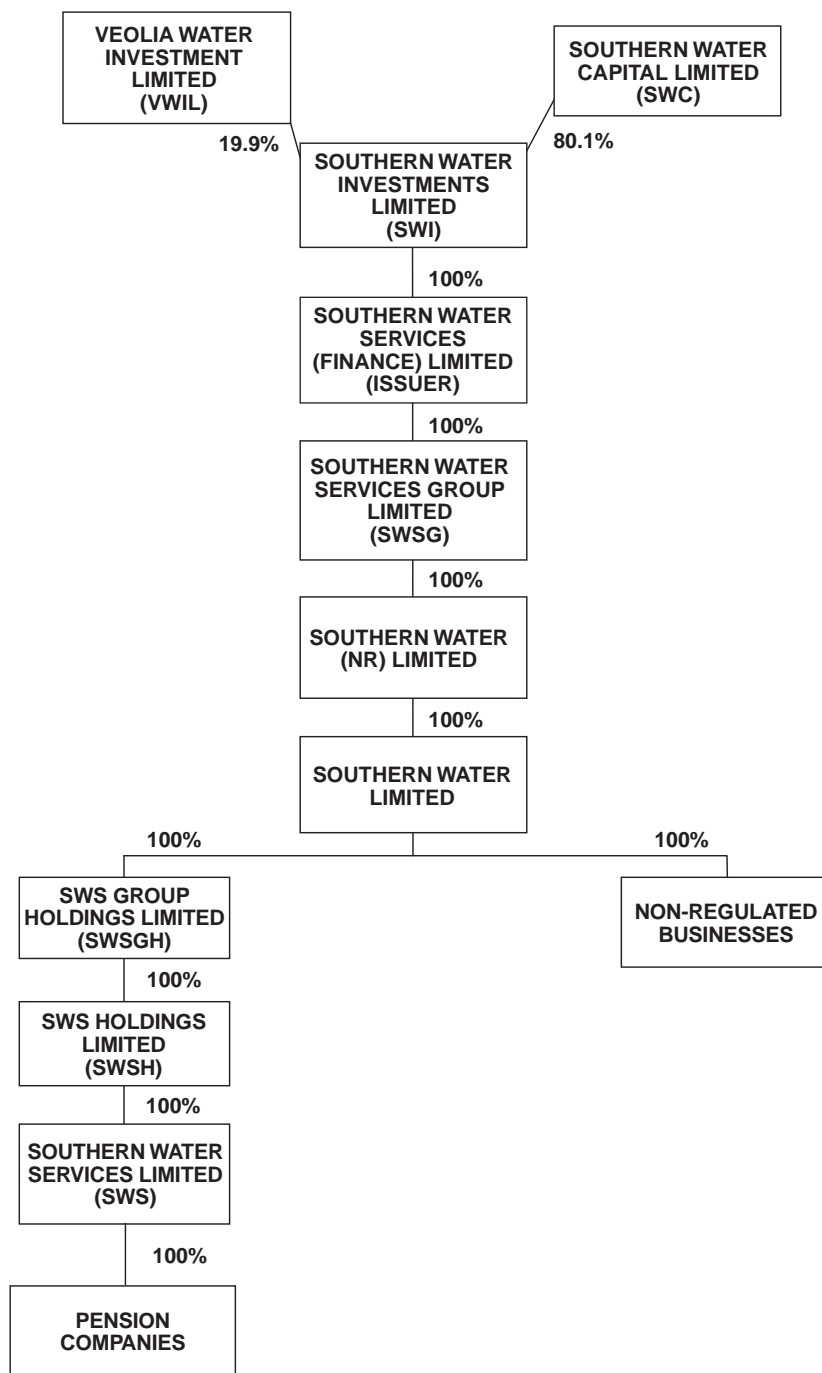 VEOLIA WATER
INVESTMENT
LIMITED
(VWIL)
SOUTHERN WATER
CAPITAL LIMITED
(SWC)
19.9%
80.1%
SOUTHERN WATER
INVESTMENTS
LIMITED
(SWI)
100%
SOUTHERN WATER
SERVICES
(FINANCE) LIMITED
(ISSUER)
100%
SOUTHERN WATER
SERVICES GROUP
LIMITED
(SWSG)
100%
SOUTHERN WATER
(NR) LIMITED
100%
SOUTHERN WATER
LIMITED
100%
100%
SWS GROUP
HOLDINGS LIMITED
(SWSGH)
NON-REGULATED
BUSINESSES
100%
SWS HOLDINGS
LIMITED
(SWSH)
100%
SOUTHERN WATER
SERVICES LIMITED
(SWS)
100%
PENSION
COMPANIES